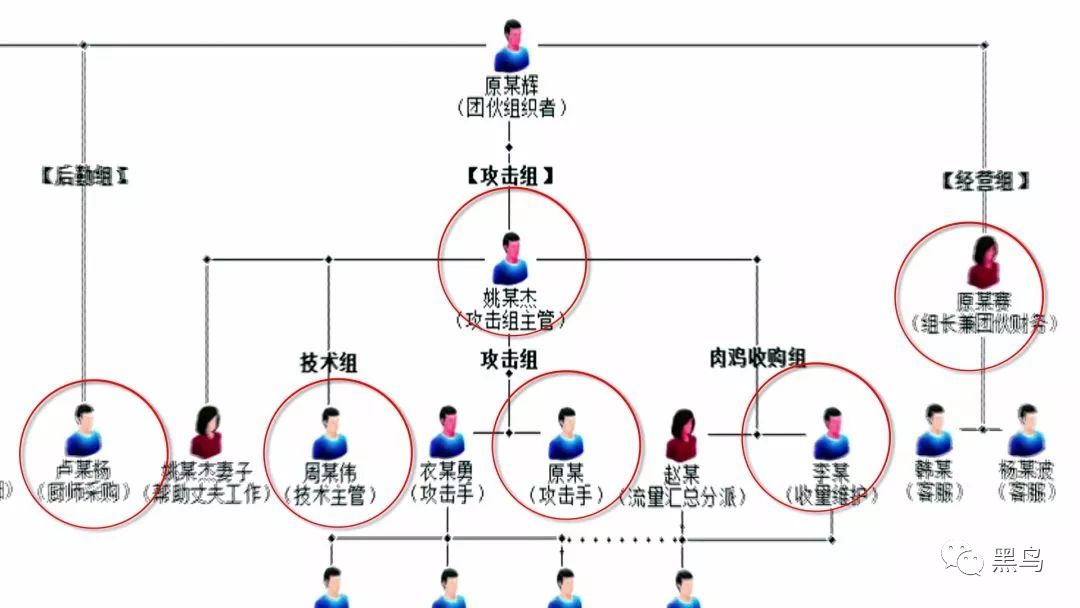 原某辉
（团伙组织者）
【后勤组】
【攻击组】
【经营组】
姚某杰
（攻击组主管）
原某赛
（组长兼团伙财务）
技术组
攻击组
肉鸡收购组
卢某杨
（厨师采购）
姚某杰妻子
（帮助丈夫工作）
周某伟
（技术主管）
农某勇
（攻击手）
原某
（攻击手）
赵某
（流量汇总分派）
李某
（收量维护）
韩某
（客服）
杨某波
（客服）
黑鸟